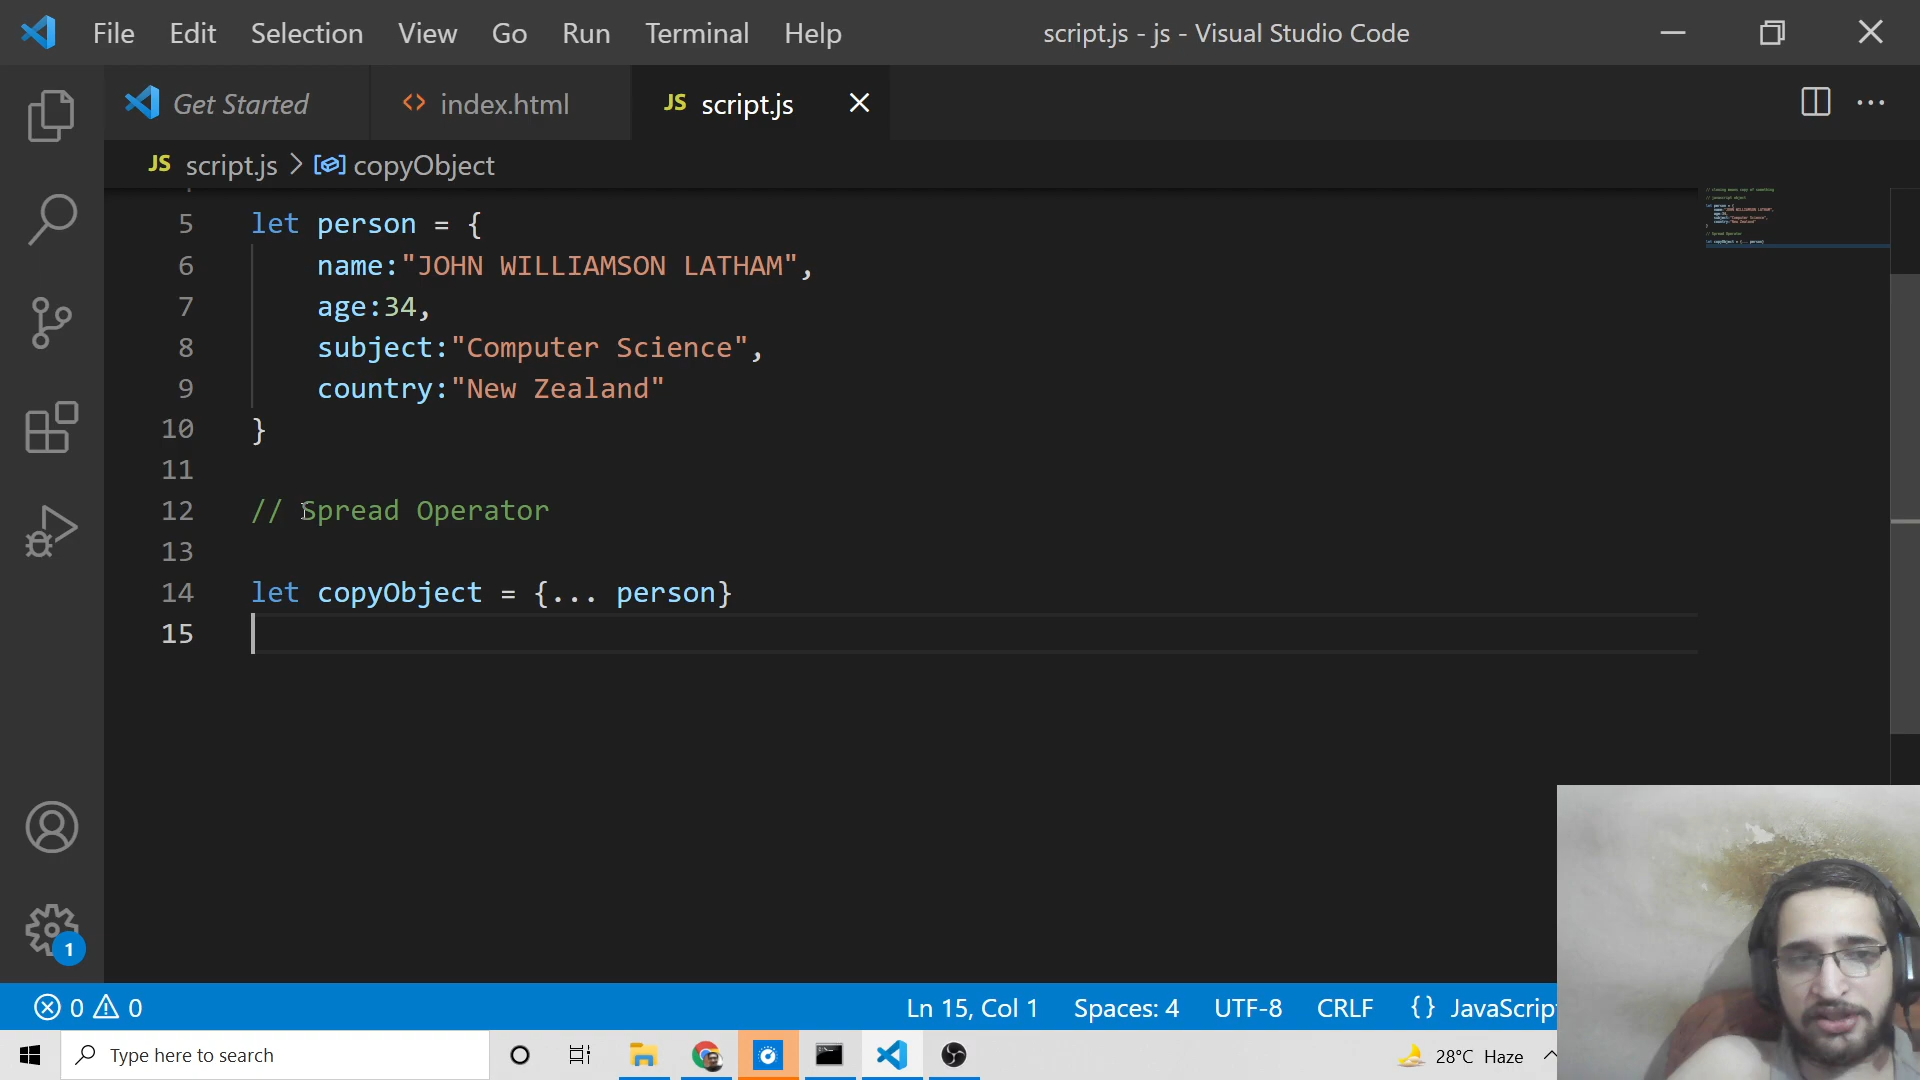 File Edit Selection View Go Run Terminal Help script.js - js - Visual Studio Code
Get Started index.html JS script.js
JS script.js > copyObject
5 let person = {
6 name:"JOHN WILLIAMSON LATHAM",
7 age:34,
8 subject:"Computer Science",
9 country:"New Zealand"
10 }
11
12 // Spread Operator
13
14 let copyObject = {... person}
15
1
0 0 Ln 15, Col 1 Spaces: 4 UTF-8 CRLF {} JavaScript
Type here to search 28°C Haze